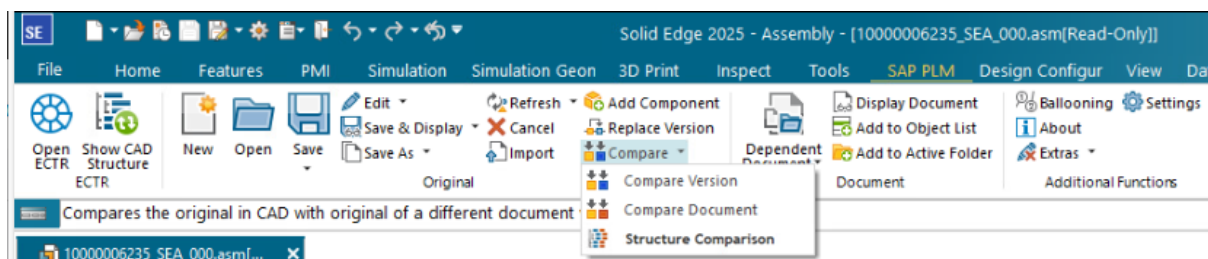 SE Solid Edge 2025 - Assembly - [10000006235_SEA_000.asm[Read-Only]]
File Home Features PMI Simulation Simulation Geon 3D Print Inspect Tools SAP PLM Design Configur View Da
Edit Refresh Add Component Display Document Ballooning Settings
Save & Display Cancel Replace Version Add to Object List About
Open ECTR Show CAD Structure New Open Save Save As Import Compare Dependent Document Add to Active Folder Extras
ECTR Original Document Additional Functions
Compare Version
Compare Document
Structure Comparison
Compares the original in CAD with original of a different document
10000006235_SEA_000.asm[...